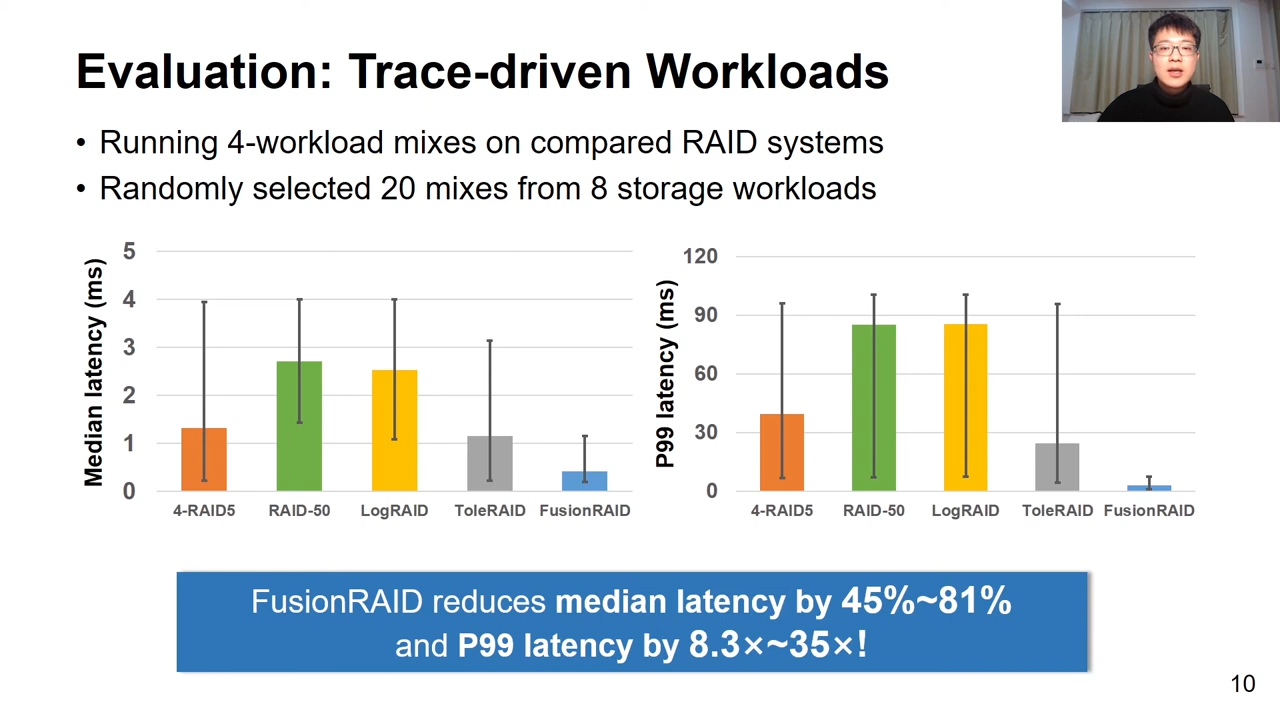 Evaluation: Trace-driven Workloads
• Running 4-workload mixes on compared RAID systems
• Randomly selected 20 mixes from 8 storage workloads
Median latency (ms)
5
4
3
2
1
0
4-RAID5 RAID-50 LogRAID ToleRAID FusionRAID
P99 latency (ms)
120
90
60
30
0
4-RAID5 RAID-50 LogRAID ToleRAID FusionRAID
FusionRAID reduces median latency by 45%~81%
and P99 latency by 8.3×~35×!
10